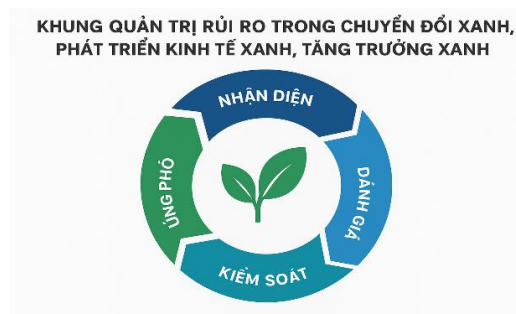 KHUNG QUẢN TRỊ RỦI RO TRONG CHUYỂN ĐỔI XANH,
PHÁT TRIỂN KINH TẾ XANH, TĂNG TRƯỞNG XANH
NHẬN DIỆN
ĐÁNH GIÁ
KIỂM SOÁT
ỨNG PHÓ